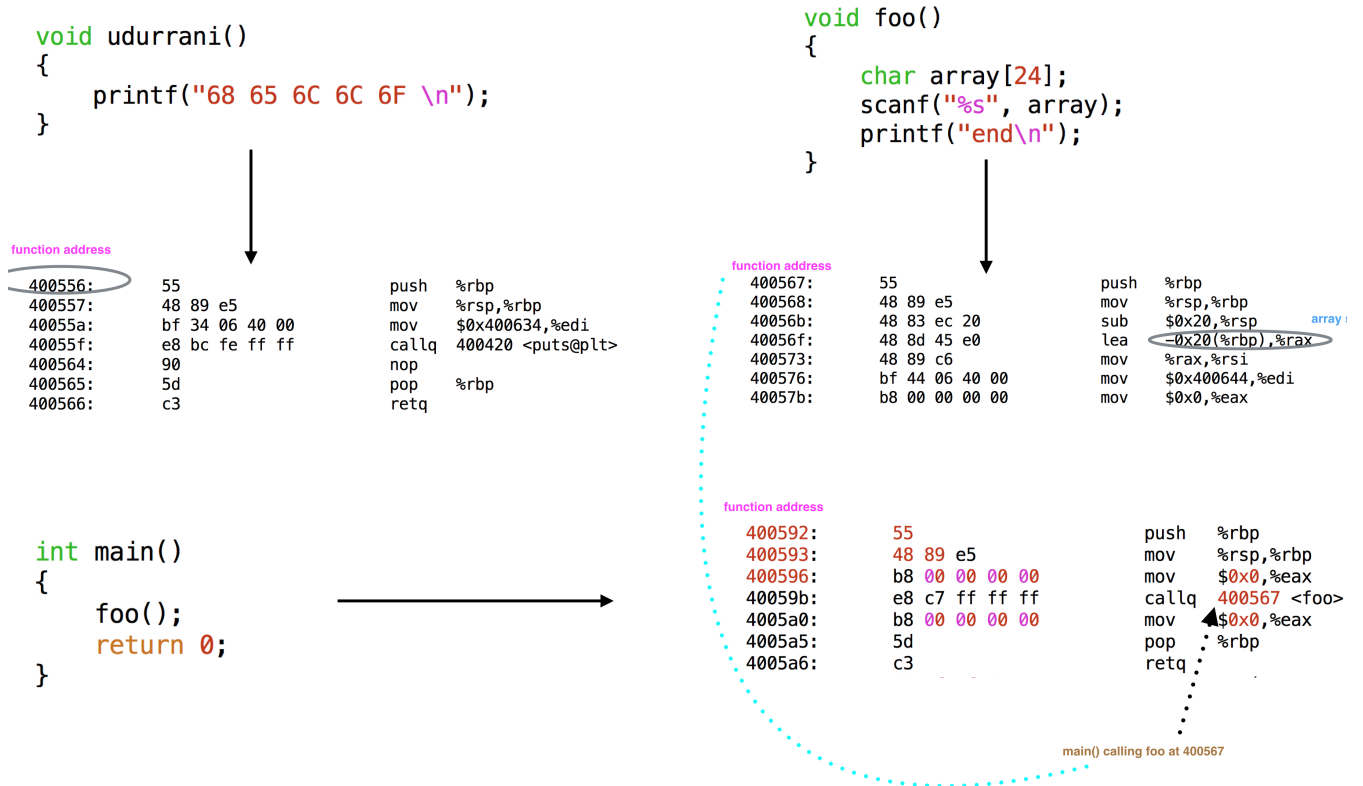 void udurrani()
{
printf("68 65 6C 6C 6F \n");
}
function address
400556: 55 push %rbp
400557: 48 89 e5 mov %rsp,%rbp
40055a: bf 34 06 40 00 mov $0x400634,%edi
40055f: e8 bc fe ff ff callq 400420 <puts@plt>
400564: 90 nop
400565: 5d pop %rbp
400566: c3 retq
void foo()
{
char array[24];
scanf("%s", array);
printf("end\n");
}
function address
400567: 55 push %rbp
400568: 48 89 e5 mov %rsp,%rbp
40056b: 48 83 ec 20 sub $0x20,%rsp
array s
40056f: 48 8d 45 e0 lea -0x20(%rbp),%rax
400573: 48 89 c6 mov %rax,%rsi
400576: bf 44 06 40 00 mov $0x400644,%edi
40057b: b8 00 00 00 00 mov $0x0,%eax
int main()
{
foo();
return 0;
}
function address
400592: 55 push %rbp
400593: 48 89 e5 mov %rsp,%rbp
400596: b8 00 00 00 00 mov $0x0,%eax
40059b: e8 c7 ff ff ff callq 400567 <foo>
4005a0: b8 00 00 00 00 mov $0x0,%eax
4005a5: 5d pop %rbp
4005a6: c3 retq
main() calling foo at 400567